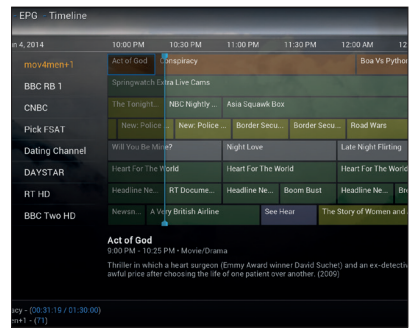 EPG Timeline
n 4, 2014 10:00 PM 10:30 PM 11:00 PM 11:30 PM 12:00 AM 12
mov4men+1 Act of God Conspiracy Boa Vs Python
BBC RB 1 Springwatch Extra Live Cams
CNBC The Tonight... NBC Nightly ... Asia Squawk Box
Pick FSAT New: Police ... New: Police ... Border Secu... Border Secu... Road Wars
Dating Channel Will You Be Mine? Night Love Late Night Flirting
DAYSTAR Heart For The World Heart For The World Heart For The World
RT HD Headline Ne... RT Docume... Headline Ne... Boom Bust Headline Ne... Bre
BBC Two HD Newsn... A Very British Airline See Hear The Story of Women and
Act of God
9:00 PM - 10:25 PM • Movie/Drama
Thriller in which a heart surgeon (Emmy Award winner David Suchet) and an ex-detectiv
awful price after choosing the life of one patient over another. (2009)
acy - (00:31:19 / 01:30:00)
en+1 - (71)